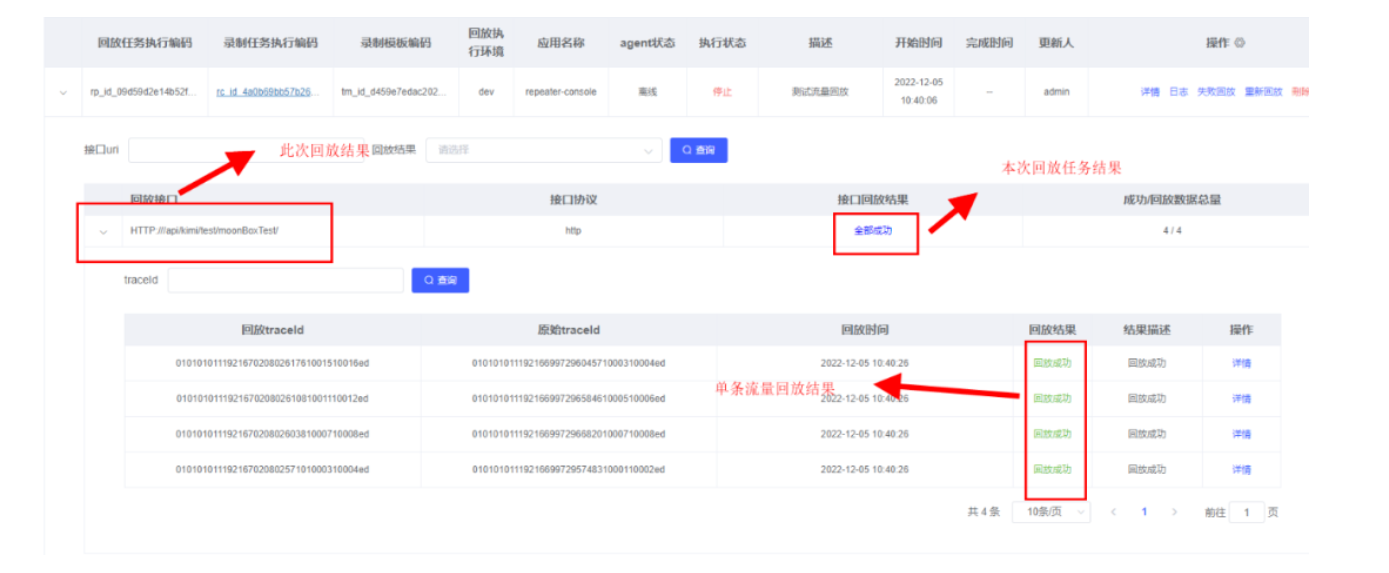 回放任务执行编码 录制任务执行编码 录制模板编码 回放执行环境 应用名称 agent状态 执行状态 描述 开始时间 完成时间 更新人 操作
rp_id_09d59d2e14b52f... rc_id_4a0b69bb57b26... tm_id_d459e7edac202... dev repeater-console 离线 停止 测试流量回放 2022-12-05 10:40:06 -- admin 详情 日志 失败回放 重新回放 删除
接口uri 此次回放结果 回放结果 请选择 查询
本次回放任务结果
回放接口 接口协议 接口回放结果 成功/回放数据总量
HTTP:///api/kimi/test/moonBoxTest/ http 全部成功 4 / 4
traceId 查询
回放traceId 原始traceId 回放时间 回放结果 结果描述 操作
01010101119216702080261761001510016ed 01010101119216699729604571000310004ed 2022-12-05 10:40:26 回放成功 回放成功 详情
单条流量回放结果
01010101119216702080261081001110012ed 01010101119216699729658461000510006ed 2022-12-05 10:40:26 回放成功 回放成功 详情
01010101119216702080260381000710008ed 01010101119216699729668201000710008ed 2022-12-05 10:40:26 回放成功 回放成功 详情
01010101119216702080257101000310004ed 01010101119216699729574831000110002ed 2022-12-05 10:40:26 回放成功 回放成功 详情
共 4 条 10条/页 1 前往 1 页